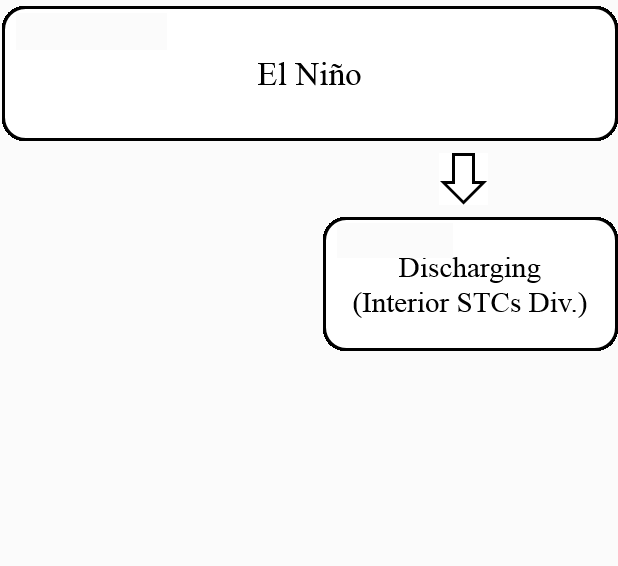 El Niño
Discharging
(Interior STCs Div.)